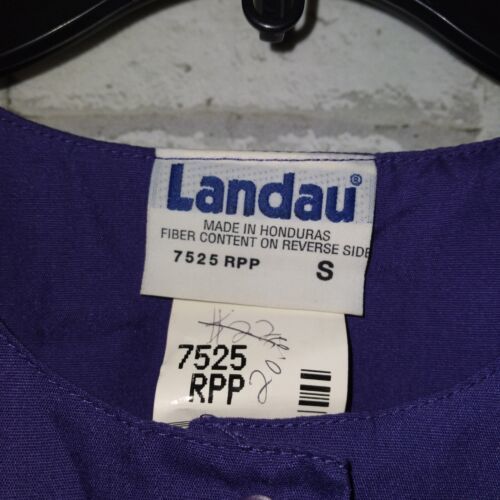 Landau®
MADE IN HONDURAS
FIBER CONTENT ON REVERSE SIDE
7525 RPP S
7525
RPP